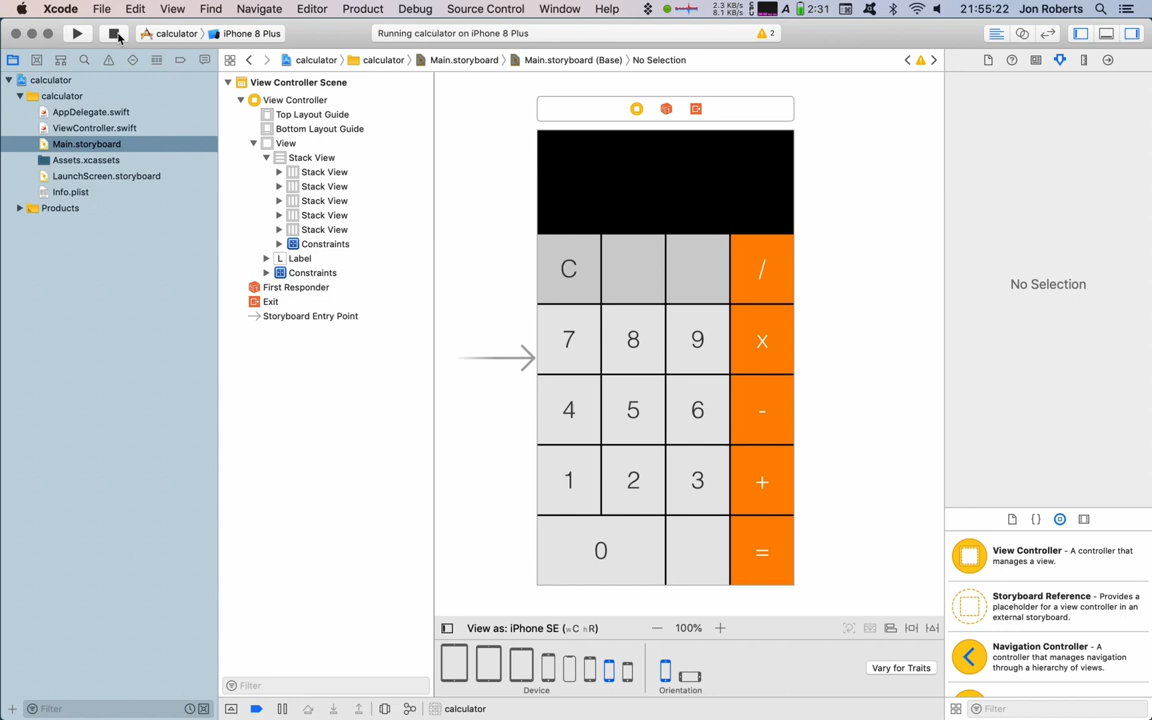 Xcode File Edit View Find Navigate Editor Product Debug Source Control Window Help 2.3 KB/s 8.1 KB/s 2:31 21:55:22 Jon Roberts
calculator iPhone 8 Plus Running calculator on iPhone 8 Plus 2
calculator calculator Main.storyboard Main.storyboard (Base) No Selection
calculator
calculator
AppDelegate.swift
ViewController.swift
Main.storyboard
Assets.xcassets
LaunchScreen.storyboard
Info.plist
Products
Filter
View Controller Scene
View Controller
Top Layout Guide
Bottom Layout Guide
View
Stack View
Stack View
Stack View
Stack View
Stack View
Stack View
Constraints
L Label
Constraints
First Responder
Exit
Storyboard Entry Point
Filter
C /
7 8 9 x
4 5 6 -
1 2 3 +
0 =
View as: iPhone SE (wC hR) — 100% +
Device
Orientation
Vary for Traits
calculator
No Selection
{ }
View Controller - A controller that
manages a view.
Storyboard Reference - Provides a
placeholder for a view controller in an
external storyboard.
Navigation Controller - A
controller that manages navigation
through a hierarchy of views.
Filter